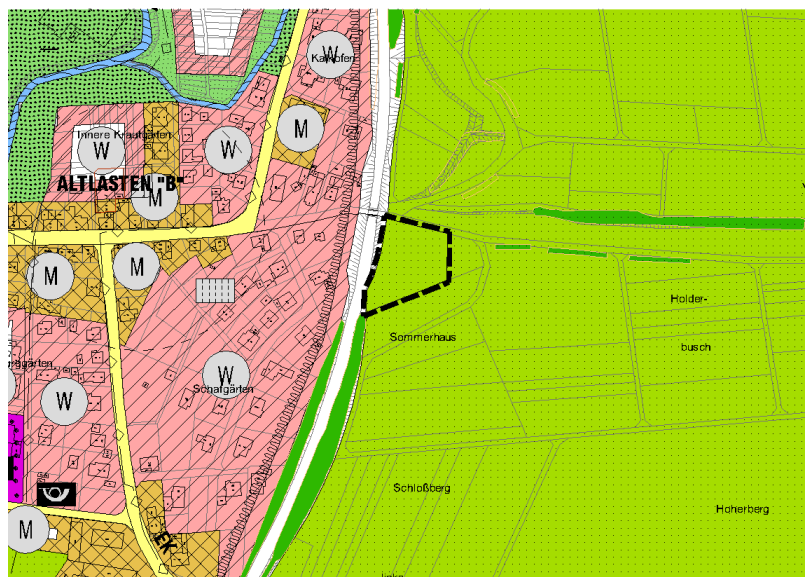 W
Kalkofen
M
Innere Krautgärten
W
W
ALTLASTEN "B"
M
M
M
Holder-
Sommerhaus
busch
W
Schafgärten
W
Schloßberg
Hoherberg
M
EK